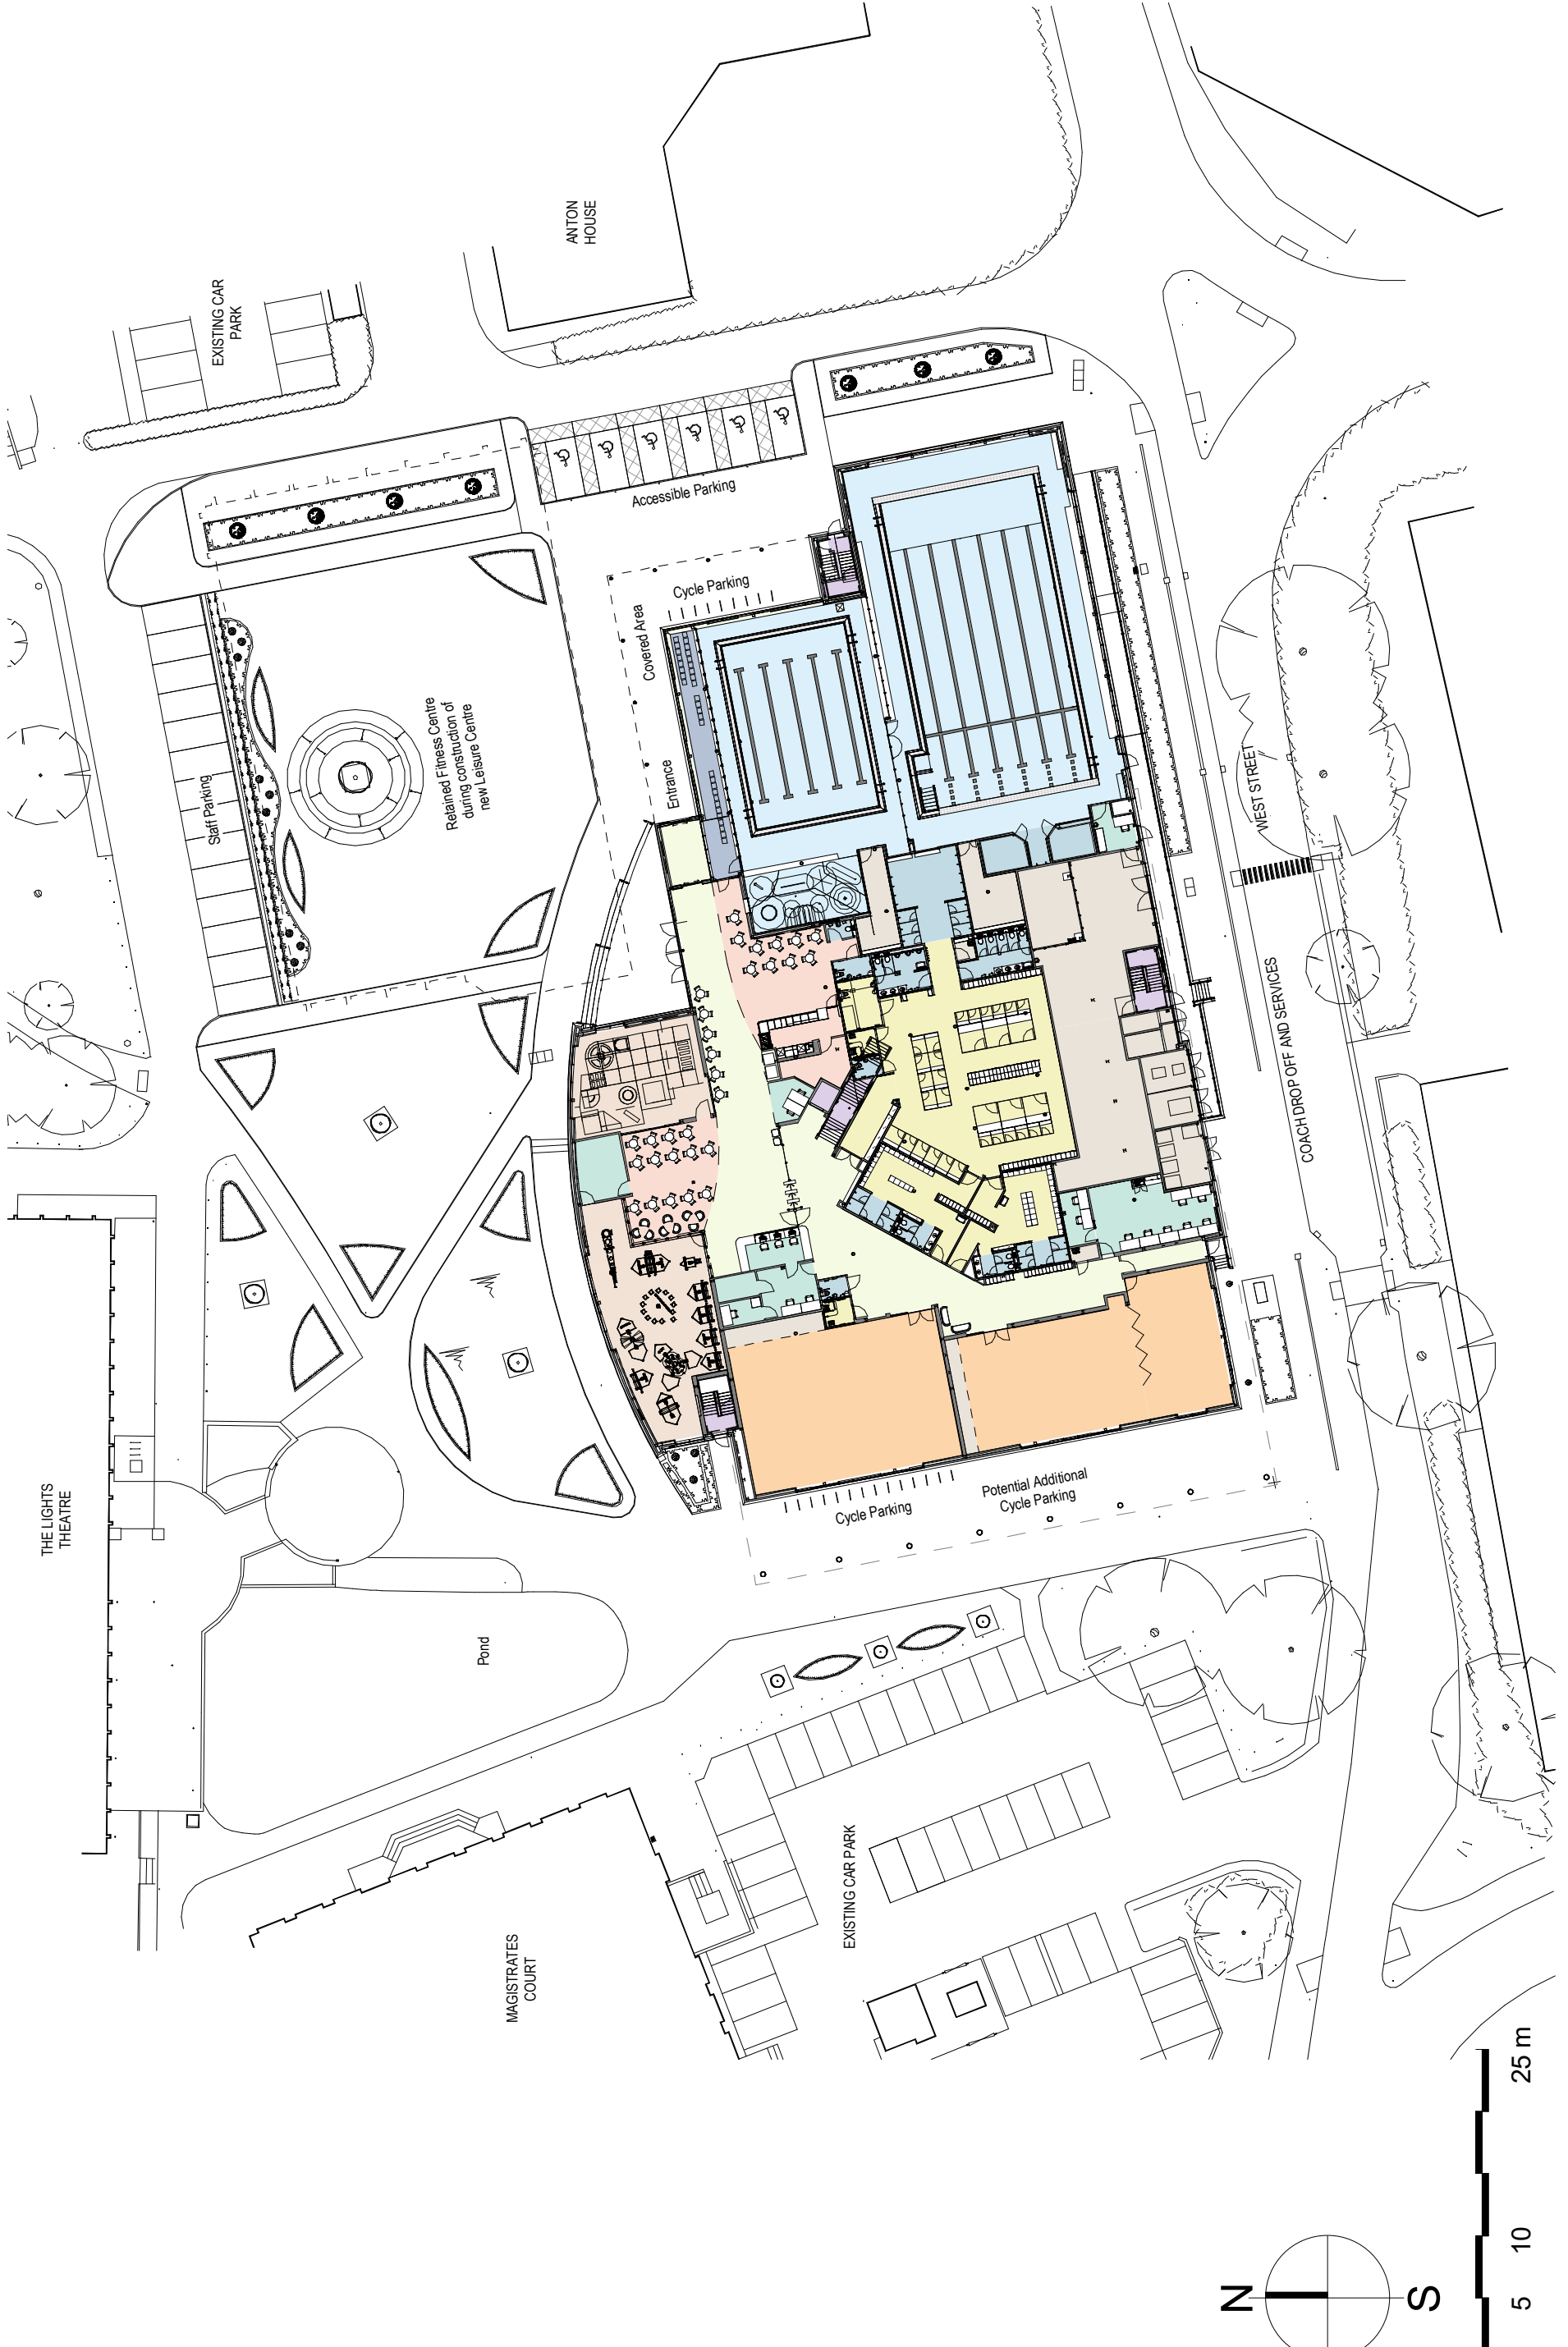 ANTON
HOUSE
EXISTING CAR
PARK
Accessible Parking
Cycle Parking
Covered Area
Entrance
Retained Fitness Centre
during construction of
new Leisure Centre
Staff Parking
WEST STREET
COACH DROP OFF AND SERVICES
THE LIGHTS
THEATRE
Cycle Parking
Potential Additional
Cycle Parking
Pond
EXISTING CAR PARK
MAGISTRATES
COURT
N
S
5
10
25 m